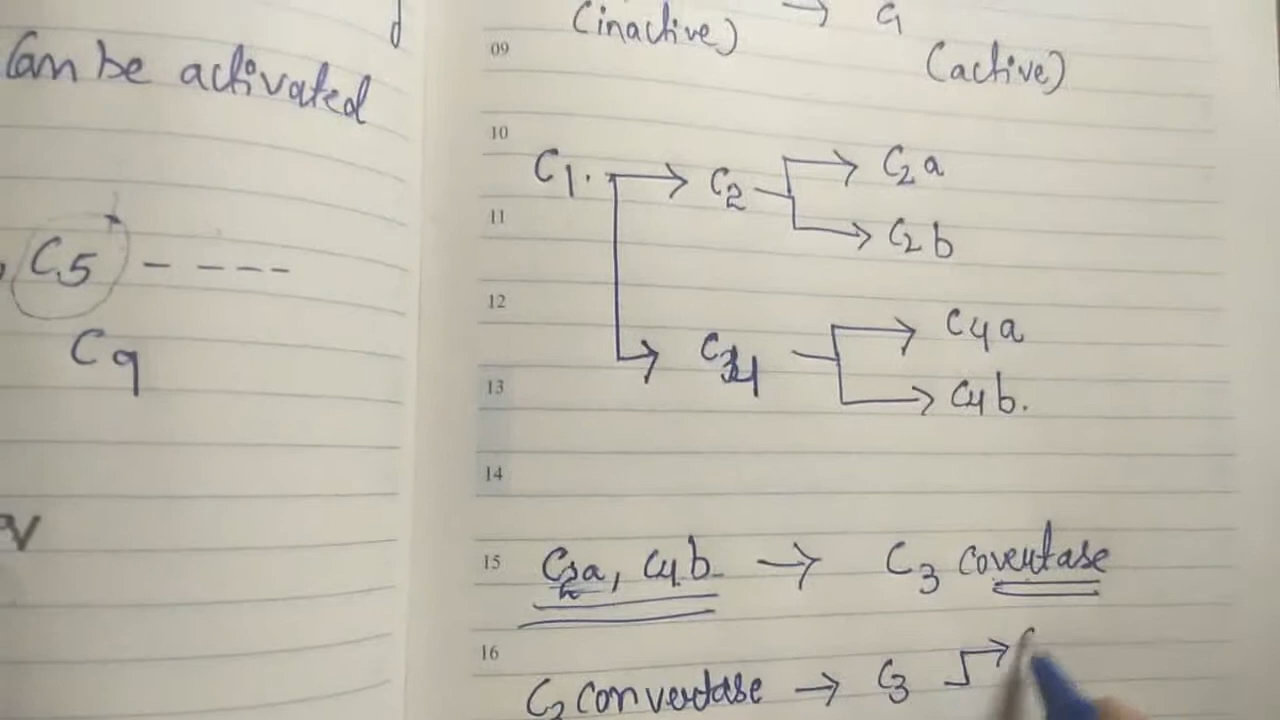 Can be activated
C5 - - - -
C9
(inactive) → C1
09
(active)
10
C1. → C2 → C2a
11
→ C2b
12
→ C4 → C4a
13
→ C4b.
14
15 C2a, C4b → C3 covertase
16
C3 convertase → C3 →